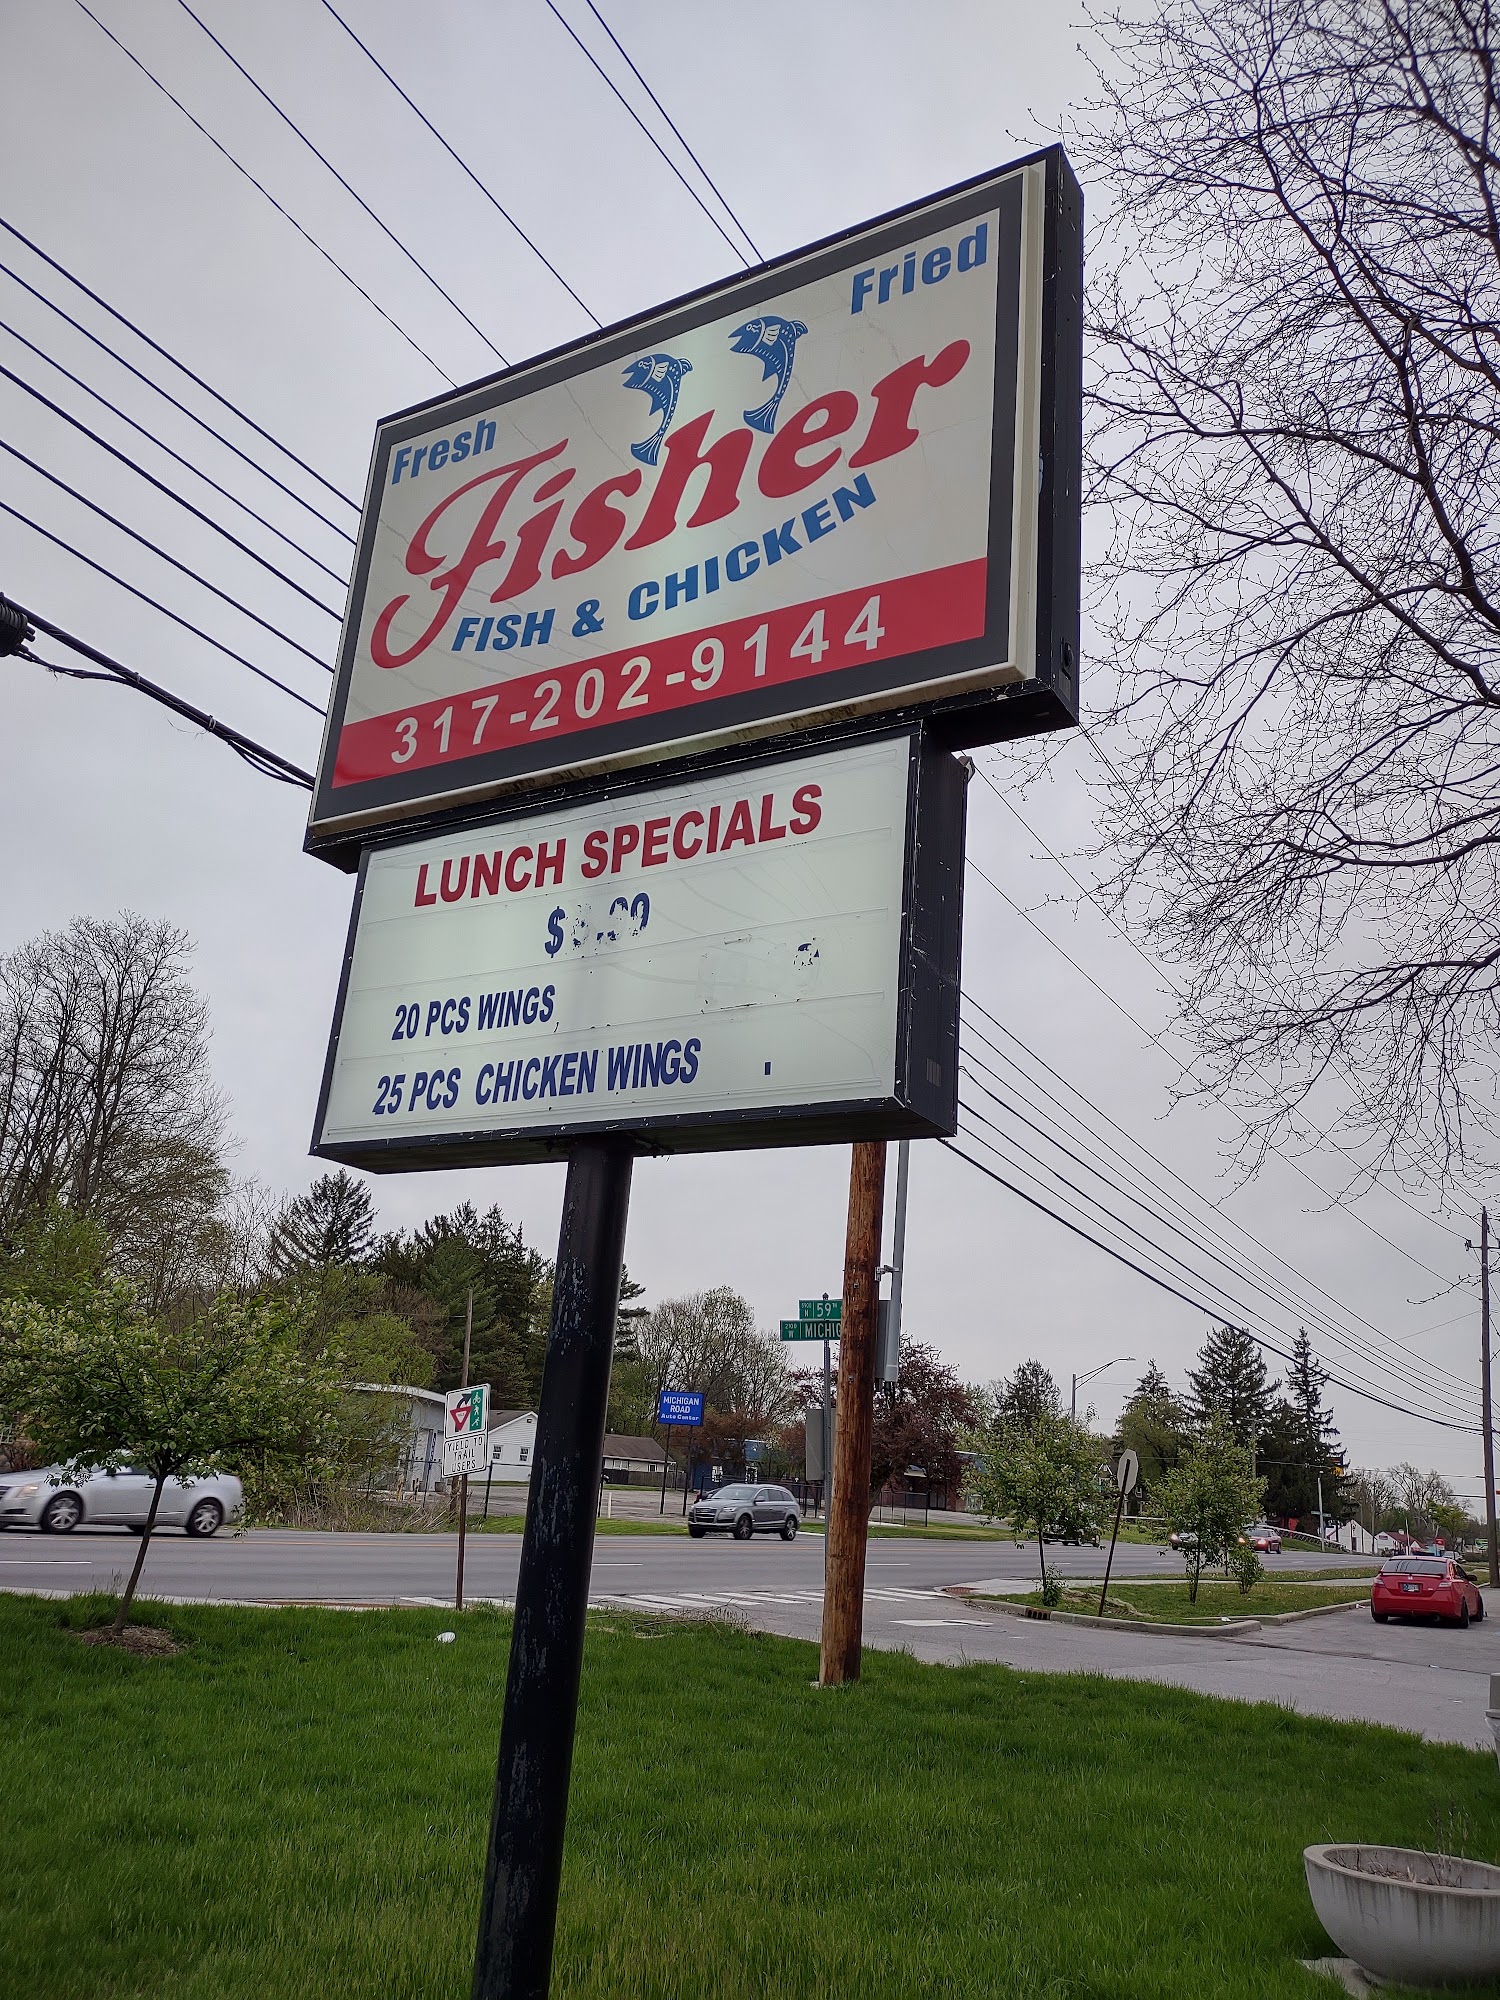 Fresh
Fried
Fisher
FISH & CHICKEN
317-202-9144
LUNCH SPECIALS
20 PCS WINGS
25 PCS CHICKEN WINGS
59TH
MICHIGAN
ROAD
Auto Center
YIELD TO
TRAIL
USERS